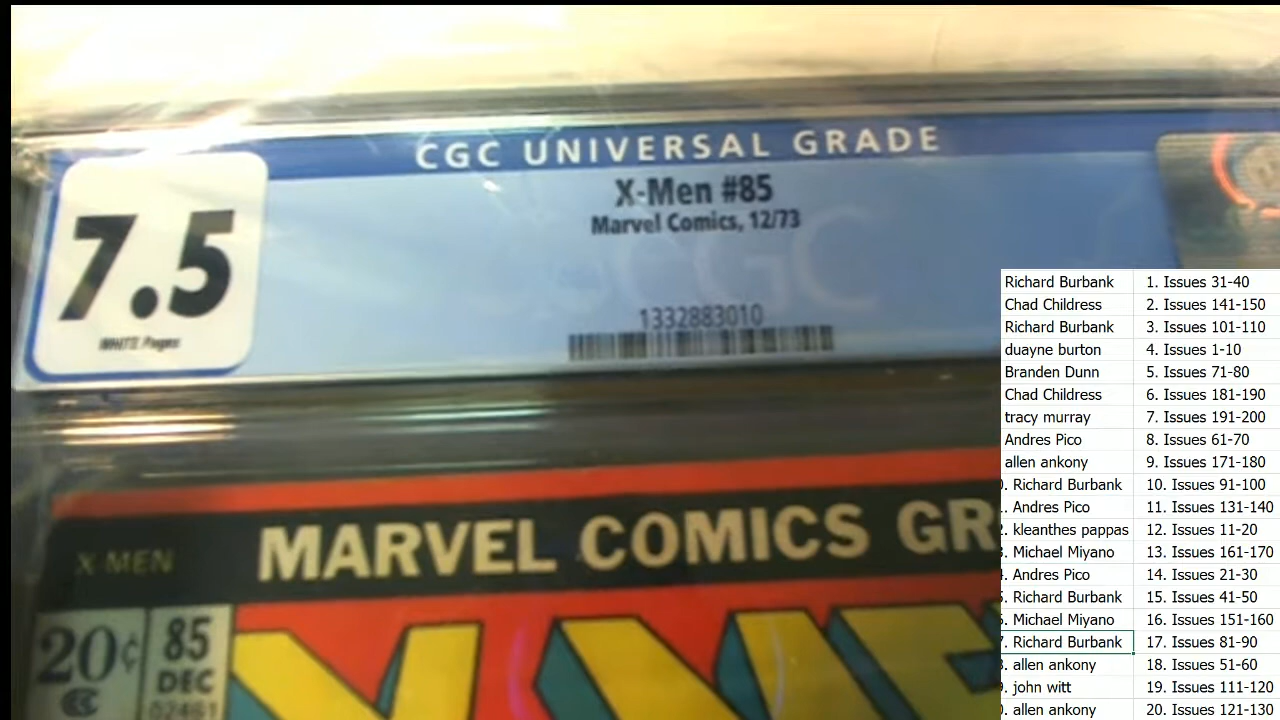 CGC UNIVERSAL GRADE
7.5
WHITE Pages
X-Men #85
Marvel Comics, 12/73
CGC
1332883010
MARVEL COMICS GR
X-MEN
20¢
85
DEC
02461
X-ME
Richard Burbank 1. Issues 31-40
Chad Childress 2. Issues 141-150
Richard Burbank 3. Issues 101-110
duayne burton 4. Issues 1-10
Branden Dunn 5. Issues 71-80
Chad Childress 6. Issues 181-190
tracy murray 7. Issues 191-200
Andres Pico 8. Issues 61-70
allen ankony 9. Issues 171-180
. Richard Burbank 10. Issues 91-100
. Andres Pico 11. Issues 131-140
. kleanthes pappas 12. Issues 11-20
. Michael Miyano 13. Issues 161-170
. Andres Pico 14. Issues 21-30
. Richard Burbank 15. Issues 41-50
. Michael Miyano 16. Issues 151-160
7. Richard Burbank 17. Issues 81-90
. allen ankony 18. Issues 51-60
. john witt 19. Issues 111-120
. allen ankony 20. Issues 121-130